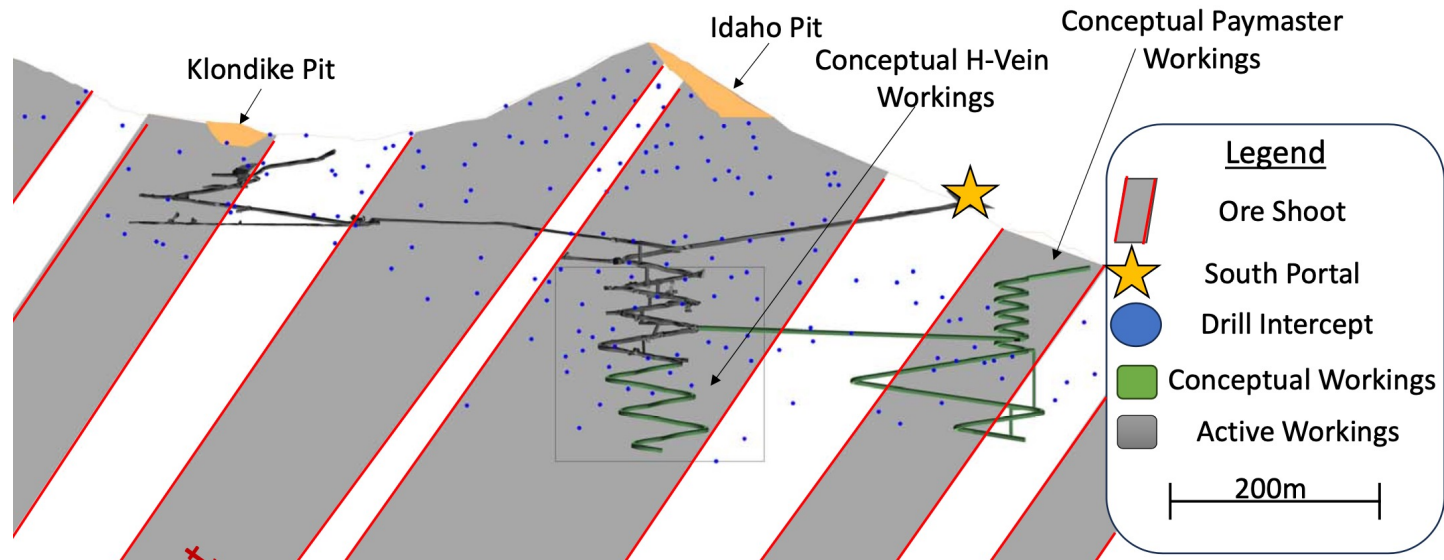 Klondike Pit
Idaho Pit
Conceptual H-Vein
Workings
Conceptual Paymaster
Workings
Legend
Ore Shoot
South Portal
Drill Intercept
Conceptual Workings
Active Workings
200m